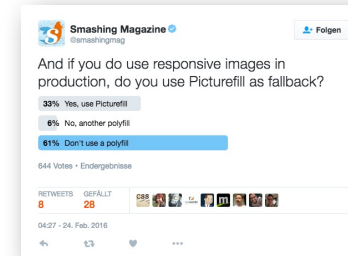 Smashing Magazine
@smashingmag
Folgen
And if you do use responsive images in
production, do you use Picturefill as fallback?
33% Yes, use Picturefill
6% No, another polyfill
61% Don't use a polyfill
644 Votes • Endergebnisse
RETWEETS GEFÄLLT
8 28
04:27 - 24. Feb. 2016